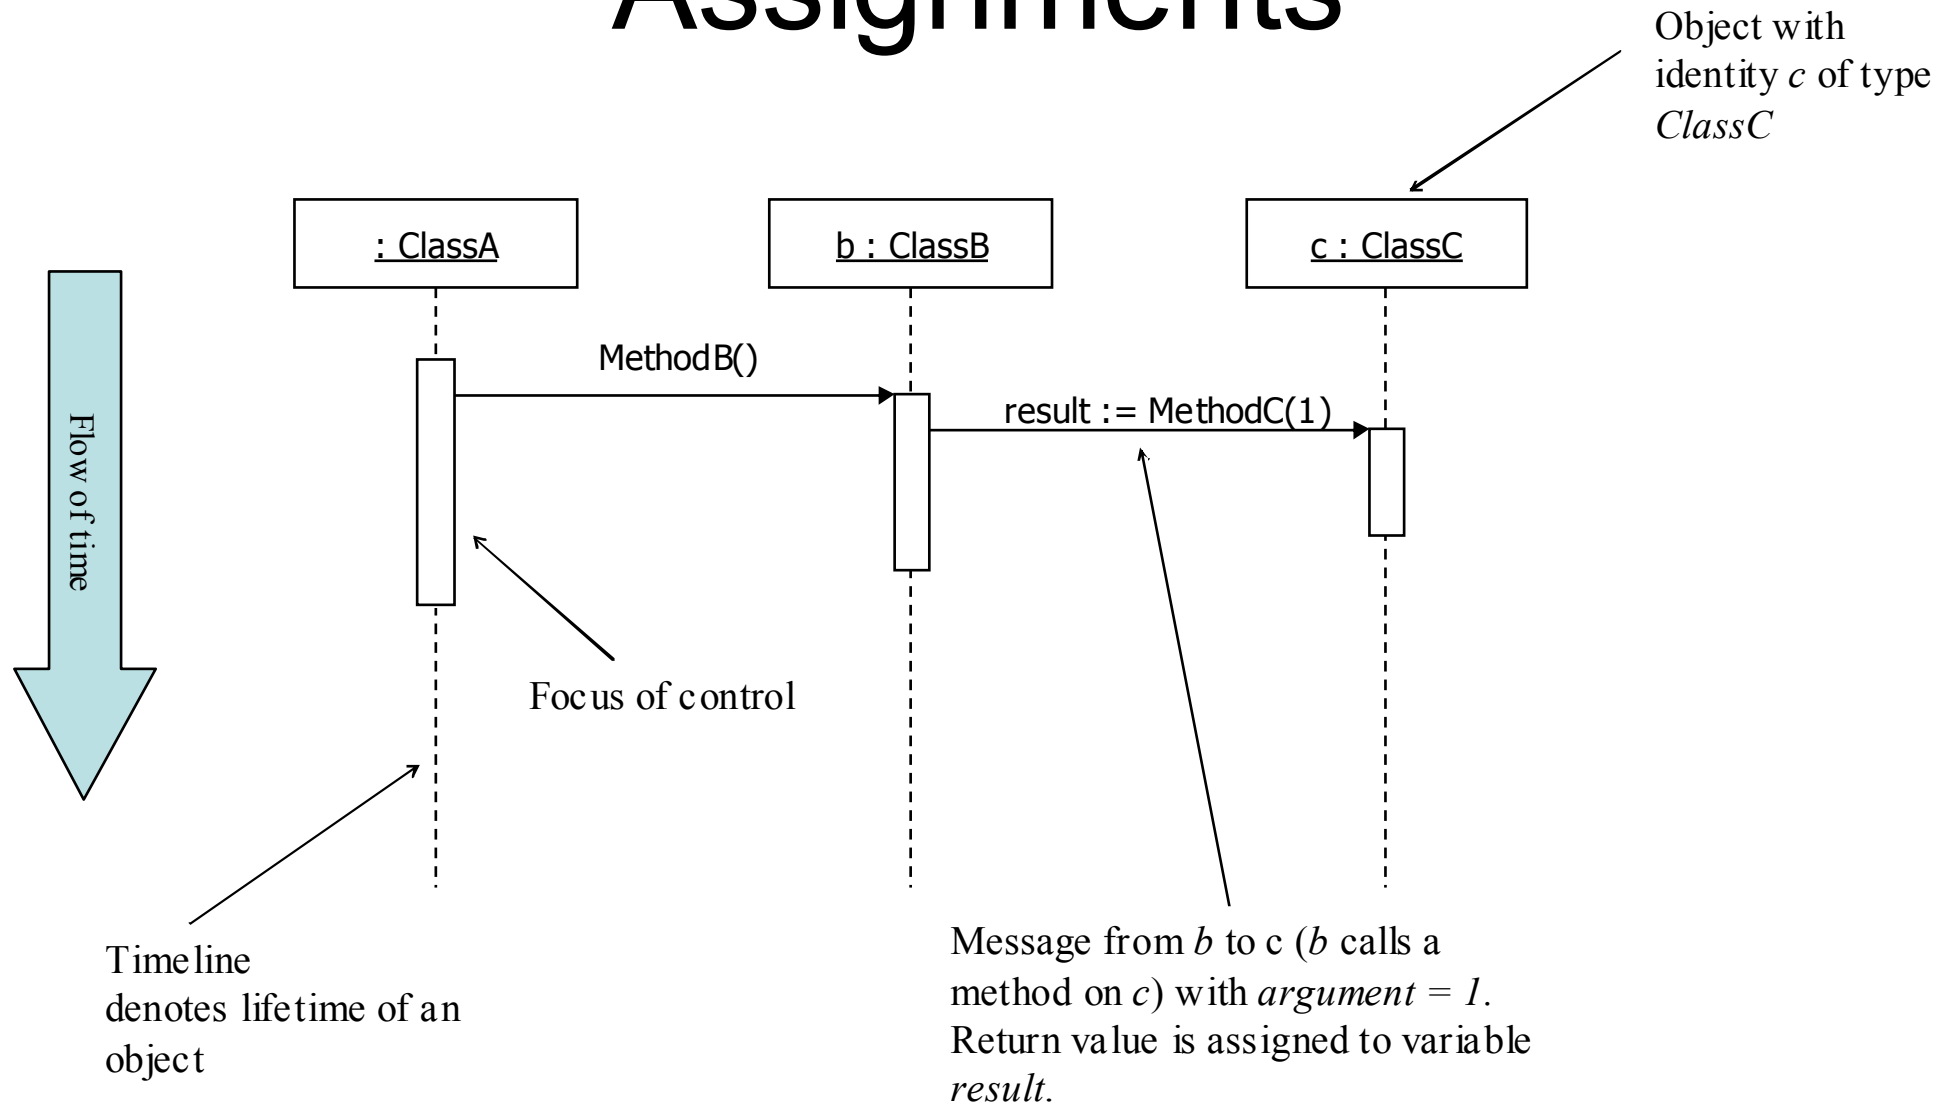 Assignments
Object with
identity c of type
ClassC
: ClassA
b : ClassB
c : ClassC
MethodB()
result := MethodC(1)
Flow of time
Focus of control
Timeline
denotes lifetime of an
object
Message from b to c (b calls a
method on c) with argument = 1.
Return value is assigned to variable
result.